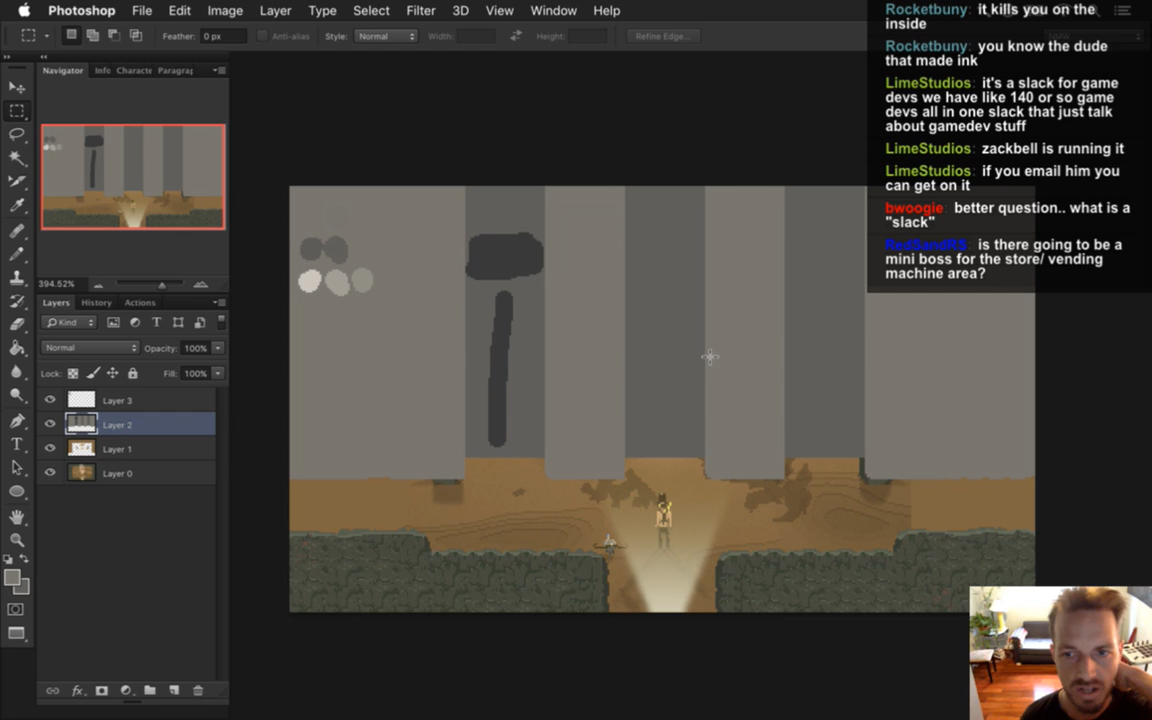 Photoshop File Edit Image Layer Type Select Filter 3D View Window Help
Feather: 0 px Anti-alias Style: Normal Width: Height: Refine Edge...
Navigator Info Characte Paragraj
394.52%
Layers History Actions
Kind
Normal Opacity: 100%
Lock: Fill: 100%
Layer 3
Layer 2
Layer 1
Layer 0
Rocketbuny: it kills you on the
inside
Rocketbuny: you know the dude
that made ink
LimeStudios: it's a slack for game
devs we have like 140 or so game
devs all in one slack that just talk
about gamedev stuff
LimeStudios: zackbell is running it
LimeStudios: if you email him you
can get on it
bwoogie: better question.. what is a
"slack"
RedSandRS: is there going to be a
mini boss for the store/ vending
machine area?